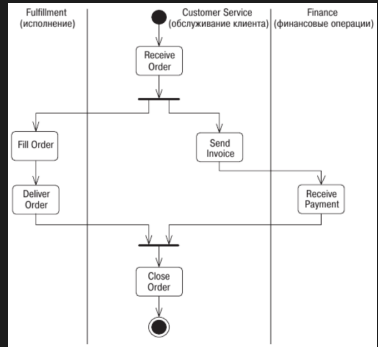 Fulfillment
(исполнение)
Customer Service
(обслуживание клиента)
Finance
(финансовые операции)
Receive
Order
Fill Order
Send
Invoice
Deliver
Order
Receive
Payment
Close
Order